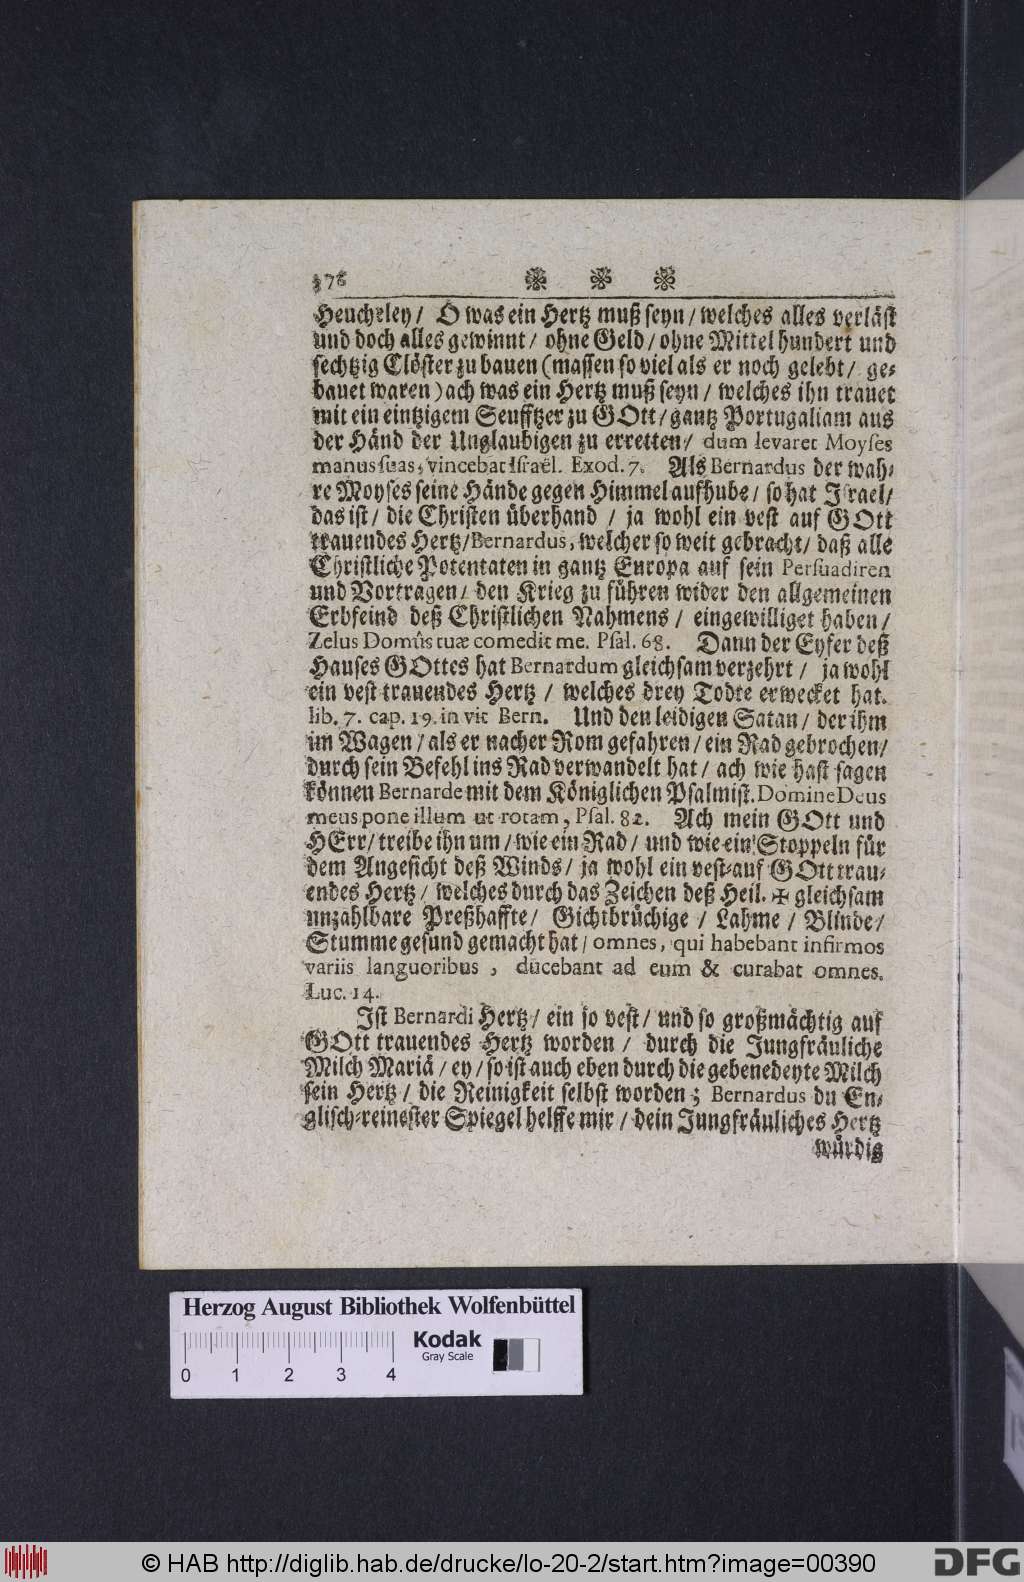 376
Heucheley / O was ein Hertz muß seyn / welches alles verläst
und doch alles gewinnt / ohne Geld / ohne Mittel hundert und
sechtzig Clöster zu bauen (massen so viel als er noch gelebt / ge-
bauet waren) ach was ein Hertz muß seyn / welches ihn trauet
mit ein eintzigem Seufftzer zu GOtt / gantz Portugaliam aus
der Händ der Unglaubigen zu erretten / dum levaret Moyses
manus suas, vincebat Israël. Exod. 7. Als Bernardus der wah-
re Moyses seine Hände gegen Himmel aufhube / so hat Israel /
das ist / die Christen überhand / ja wohl ein vest auf GOtt
trauendes Hertz / Bernardus, welcher so weit gebracht / daß alle
Christliche Potentaten in gantz Europa auf sein Persuadiren
und Vortragen / den Krieg zu führen wider den allgemeinen
Erbfeind deß Christlichen Nahmens / eingewilliget haben /
Zelus Domûs tuæ comedit me. Psal. 68. Dann der Eyfer deß
Hauses GOttes hat Bernardum gleichsam verzehrt / ja wohl
ein vest trauendes Hertz / welches drey Todte erwecket hat.
lib. 7. cap. 19. in vit Bern. Und den leidigen Satan / der ihm
im Wagen / als er nacher Rom gefahren / ein Rad gebrochen /
durch sein Befehl ins Rad verwandelt hat / ach wie hast sagen
können Bernarde mit dem Königlichen Psalmist. Domine Deus
meus pone illum ut rotam, Psal. 82. Ach mein GOtt und
HErr / treibe ihn um / wie ein Rad / und wie ein Stoppeln für
dem Angesicht deß Winds / ja wohl ein vest-auf GOtt trau-
endes Hertz / welches durch das Zeichen deß Heil. ✠ gleichsam
unzahlbare Preßhaffte / Gichtbrüchige / Lahme / Blinde /
Stumme gesund gemacht hat / omnes, qui habebant infirmos
variis languoribus, ducebant ad eum & curabat omnes.
Luc. 14.
Ist Bernardi Hertz / ein so vest / und so großmächtig auf
GOtt trauendes Hertz worden / durch die Jungfräuliche
Milch Mariä / ey / so ist auch eben durch die gebenedeyte Milch
sein Hertz / die Reinigkeit selbst worden ; Bernardus du En-
glisch-reinester Spiegel helffe mir / dein Jungfräuliches Hertz
würdig
Herzog August Bibliothek Wolfenbüttel
Kodak
Gray Scale
0 1 2 3 4
© HAB http://diglib.hab.de/drucke/lo-20-2/start.htm?image=00390
DFG